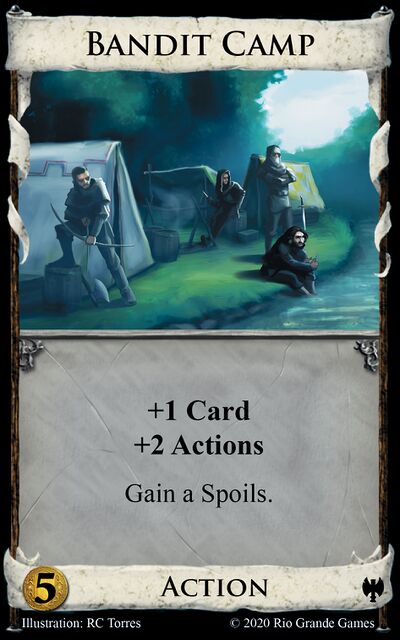 Bandit Camp
+1 Card
+2 Actions
Gain a Spoils.
5
Action
Illustration: RC Torres
© 2020 Rio Grande Games